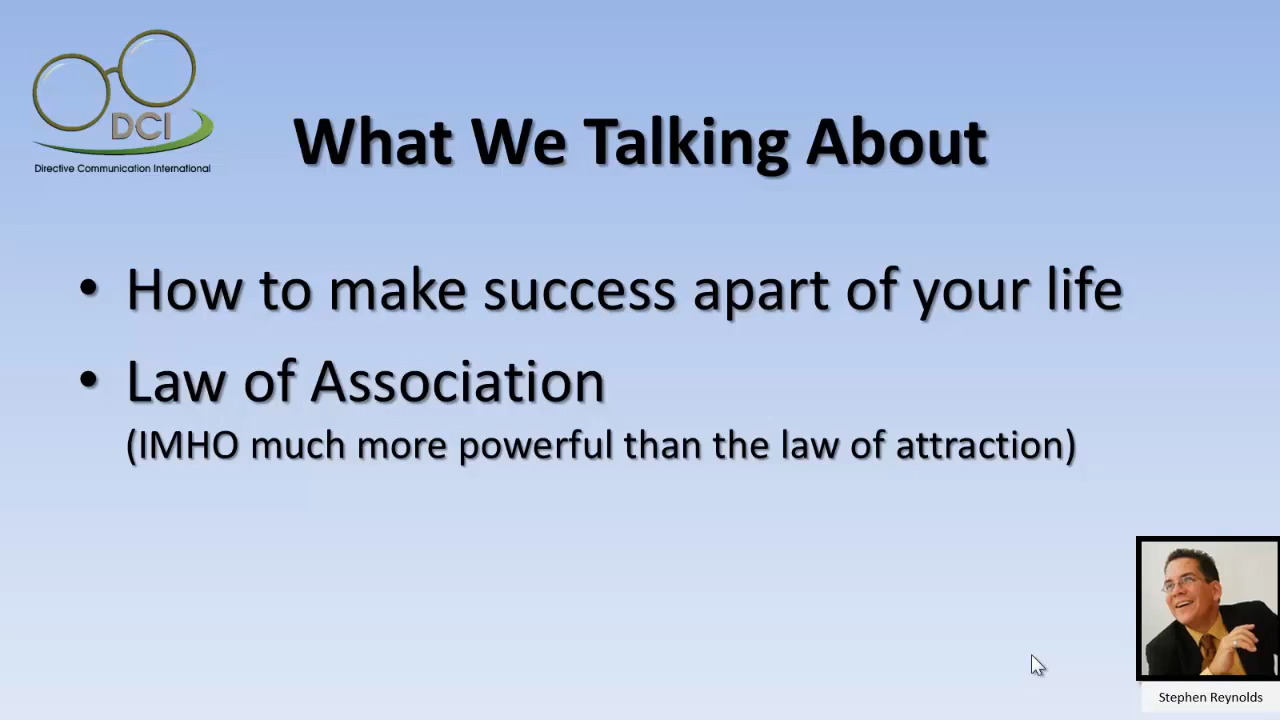 DCI
Directive Communication International
What We Talking About
• How to make success apart of your life
• Law of Association
(IMHO much more powerful than the law of attraction)
Stephen Reynolds